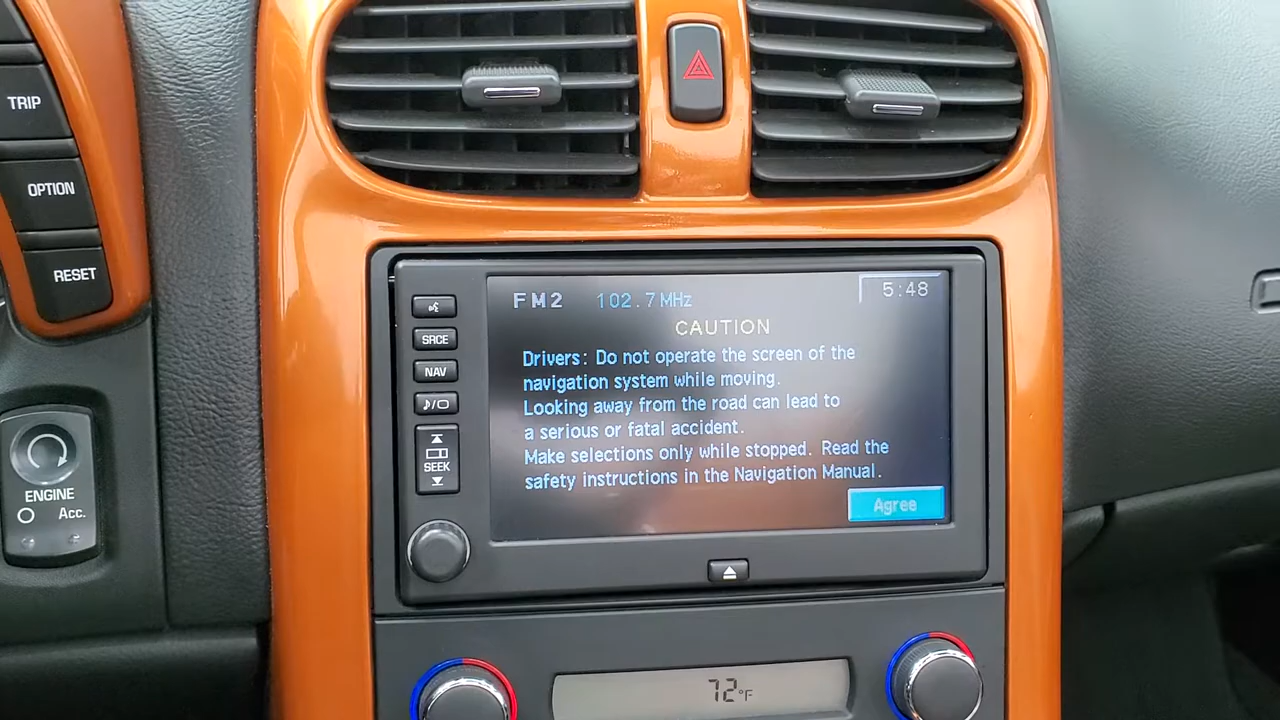 TRIP
OPTION
RESET
ENGINE
Acc.
SRCE
NAV
SEEK
FM2 102.7 MHz 5:48
CAUTION
Drivers: Do not operate the screen of the
navigation system while moving.
Looking away from the road can lead to
a serious or fatal accident.
Make selections only while stopped. Read the
safety instructions in the Navigation Manual.
Agree
72°F